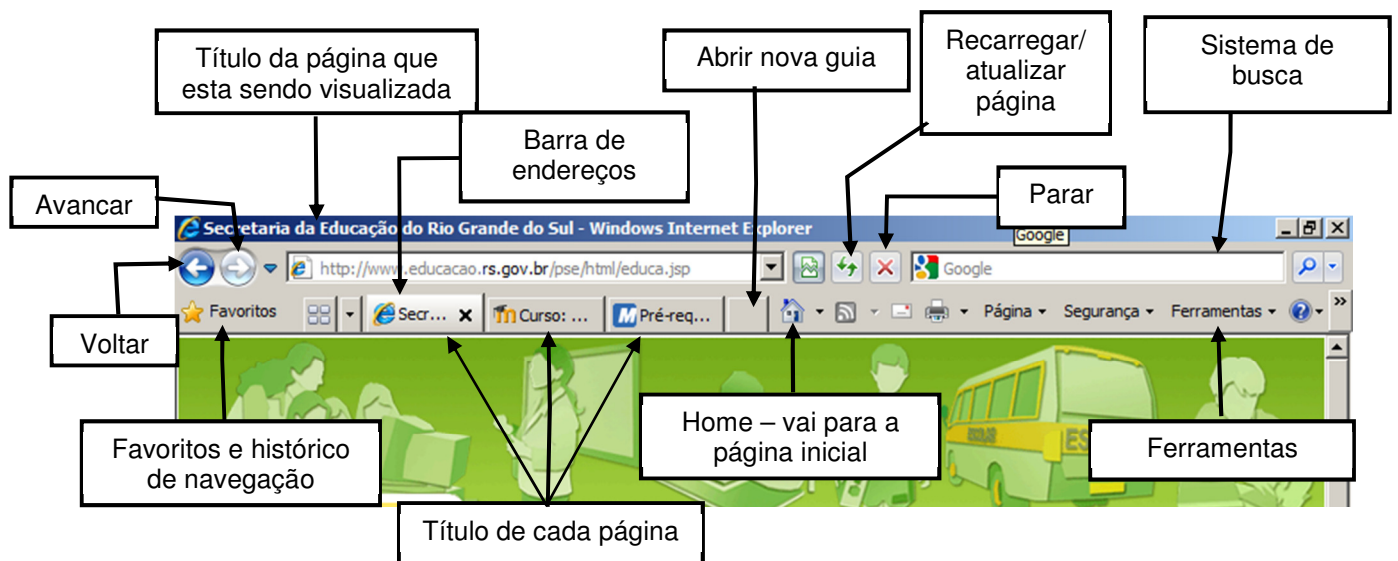 Título da página que
esta sendo visualizada
Abrir nova guia
Recarregar/
atualizar
página
Sistema de
busca
Barra de
endereços
Parar
Avancar
Secretaria da Educação do Rio Grande do Sul - Windows Internet Explorer
Google
http://www.educacao.rs.gov.br/pse/html/educa.jsp
Google
Favoritos
Secr...
Curso: ...
Pré-req...
Página
Segurança
Ferramentas
»
Voltar
ESCOLAR
ES
Favoritos e histórico
de navegação
Home – vai para a
página inicial
Ferramentas
Título de cada página